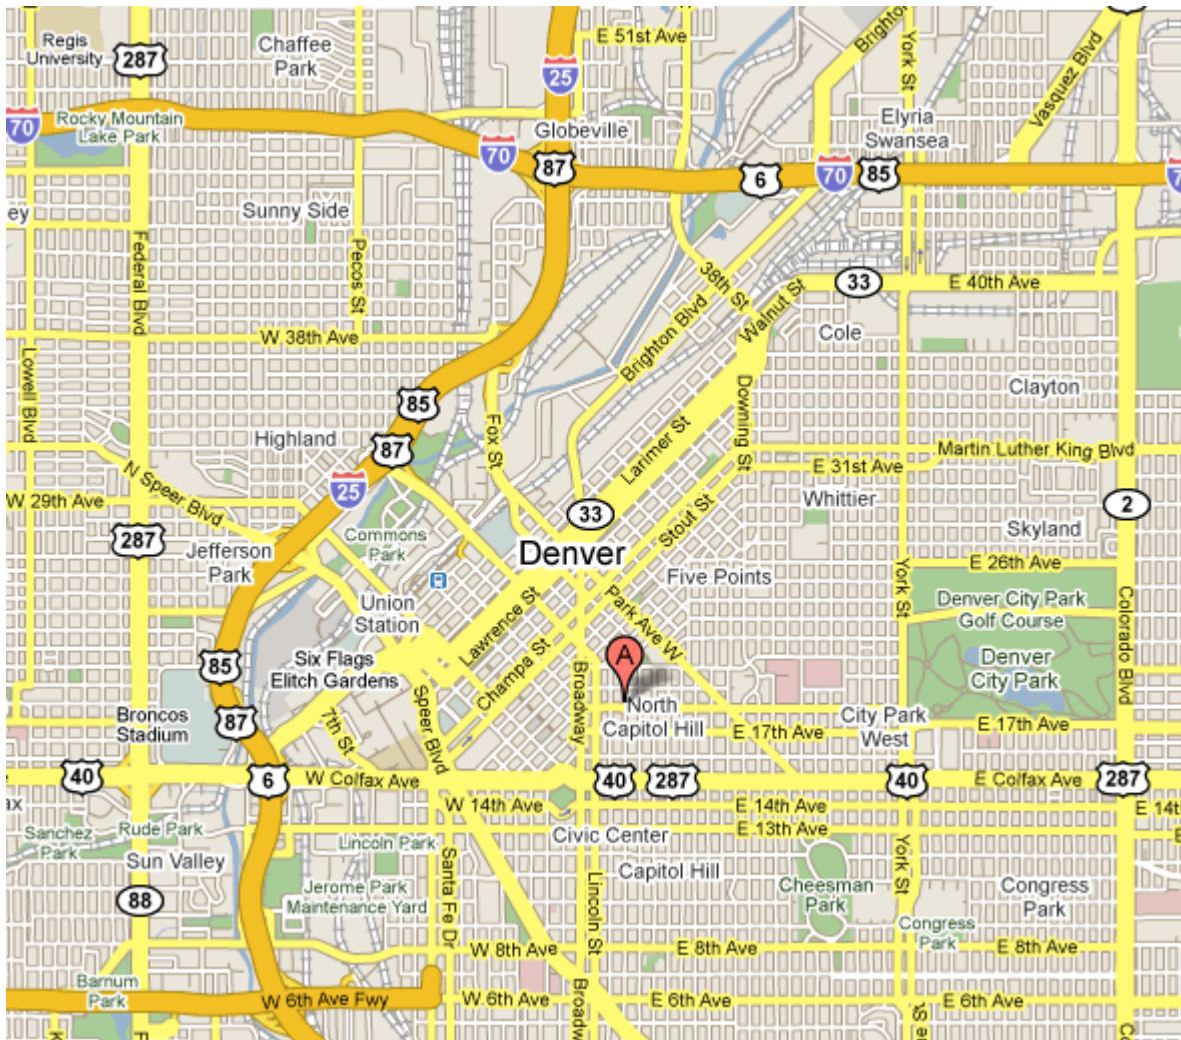 Regis
University
287
Chaffee
Park
25
E 51st Ave
Brighton
York St
Vasquez Blvd
70
Rocky Mountain
Lake Park
Globeville
Elyria
Swansea
70
87
6
70
85
ey
Sunny Side
Federal Blvd
Pecos St
38th St
Walnut St
33
E 40th Ave
W 38th Ave
Brighton Blvd
Cole
Lowell Blvd
85
Downing St
Clayton
Highland
87
Fox St
Larimer St
Martin Luther King Blvd
E 31st Ave
N Speer Blvd
25
W 29th Ave
33
Stout St
Whittier
2
287
Commons
Park
Skyland
Jefferson
Park
Denver
E 26th Ave
Five Points
York St
Union
Station
Park Ave W
Denver City Park
Golf Course
Colorado Blvd
Lawrence St
Champa St
A
85
Six Flags
Elitch Gardens
Denver
City Park
Broadway
87
Broncos
Stadium
7th St
Speer Blvd
North
Capitol Hill
City Park
West
E 17th Ave
E 17th Ave
40
6
W Colfax Ave
40
287
40
E Colfax Ave
287
ax
W 14th Ave
E 14th Ave
E 14t
Sanchez
Park
Rude Park
Lincoln Park
Civic Center
E 13th Ave
E
Sun Valley
Santa Fe Dr
Capitol Hill
York St
88
Jerome Park
Maintenance Yard
Lincoln St
Cheesman
Park
Congress
Park
Congress
Park
W 8th Ave
E 8th Ave
E 8th Ave
Barnum
Park
W 6th Ave Fwy
W 6th Ave
Broadw
E 6th Ave
E 6th Ave
K
F
Co